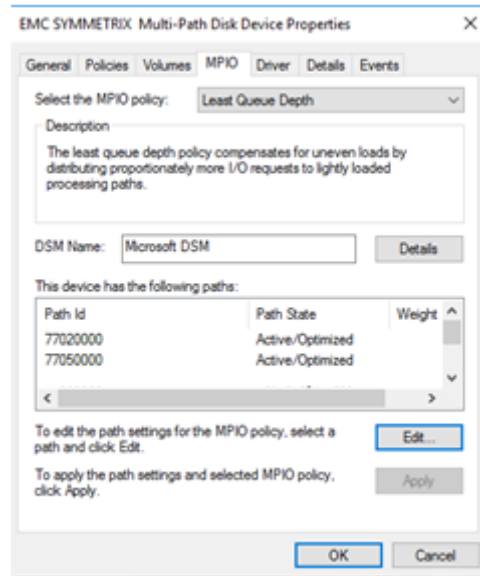 EMC SYMMETRIX Multi-Path Disk Device Properties
General Policies Volumes MPIO Driver Details Events
Select the MPIO policy: Least Queue Depth
Description
The least queue depth policy compensates for uneven loads by
distributing proportionately more I/O requests to lightly loaded
processing paths.
DSM Name: Microsoft DSM Details
This device has the following paths:
Path Id Path State Weight
77020000 Active/Optimized
77050000 Active/Optimized
To edit the path settings for the MPIO policy, select a
path and click Edit.
Edit...
To apply the path settings and selected MPIO policy,
click Apply.
Apply
OK Cancel